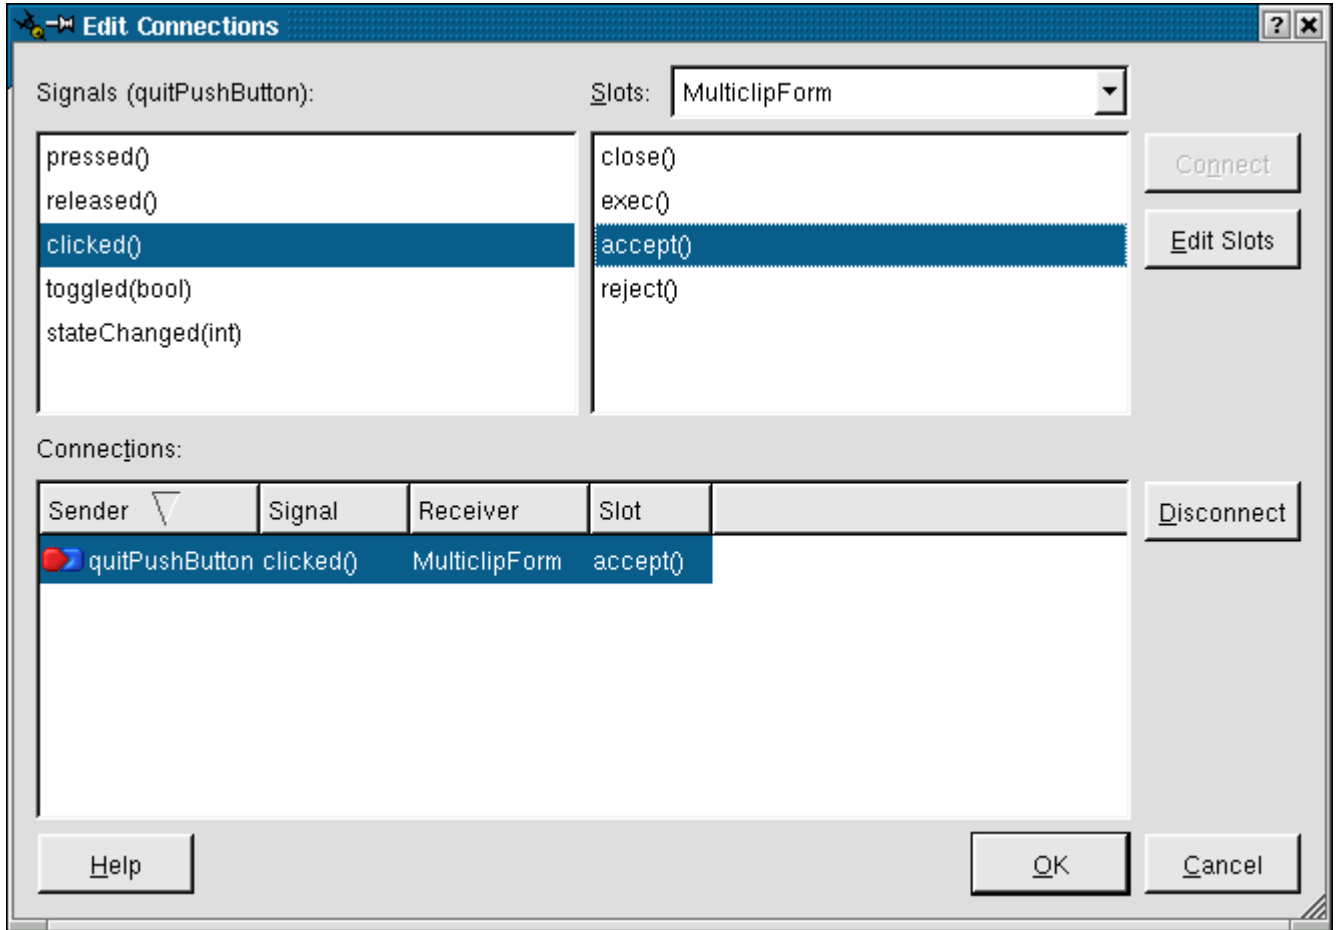 Edit Connections
Signals (quitPushButton):
Slots: MulticlipForm
pressed()
released()
clicked()
toggled(bool)
stateChanged(int)
close()
exec()
accept()
reject()
Connect
Edit Slots
Connections:
Sender Signal Receiver Slot
quitPushButton clicked() MulticlipForm accept()
Disconnect
Help
OK
Cancel